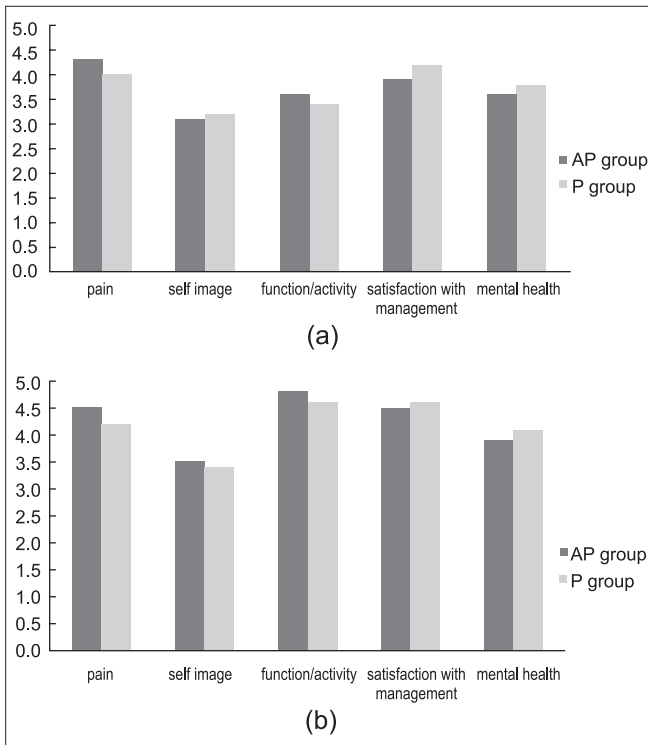 5.0
4.5
4.0
3.5
3.0
2.5
2.0
1.5
1.0
0.5
0.0
AP group
P group
pain
self image
function/activity
satisfaction with
management
mental health
(a)
5.0
4.5
4.0
3.5
3.0
2.5
2.0
1.5
1.0
0.5
0.0
AP group
P group
pain
self image
function/activity
satisfaction with
management
mental health
(b)